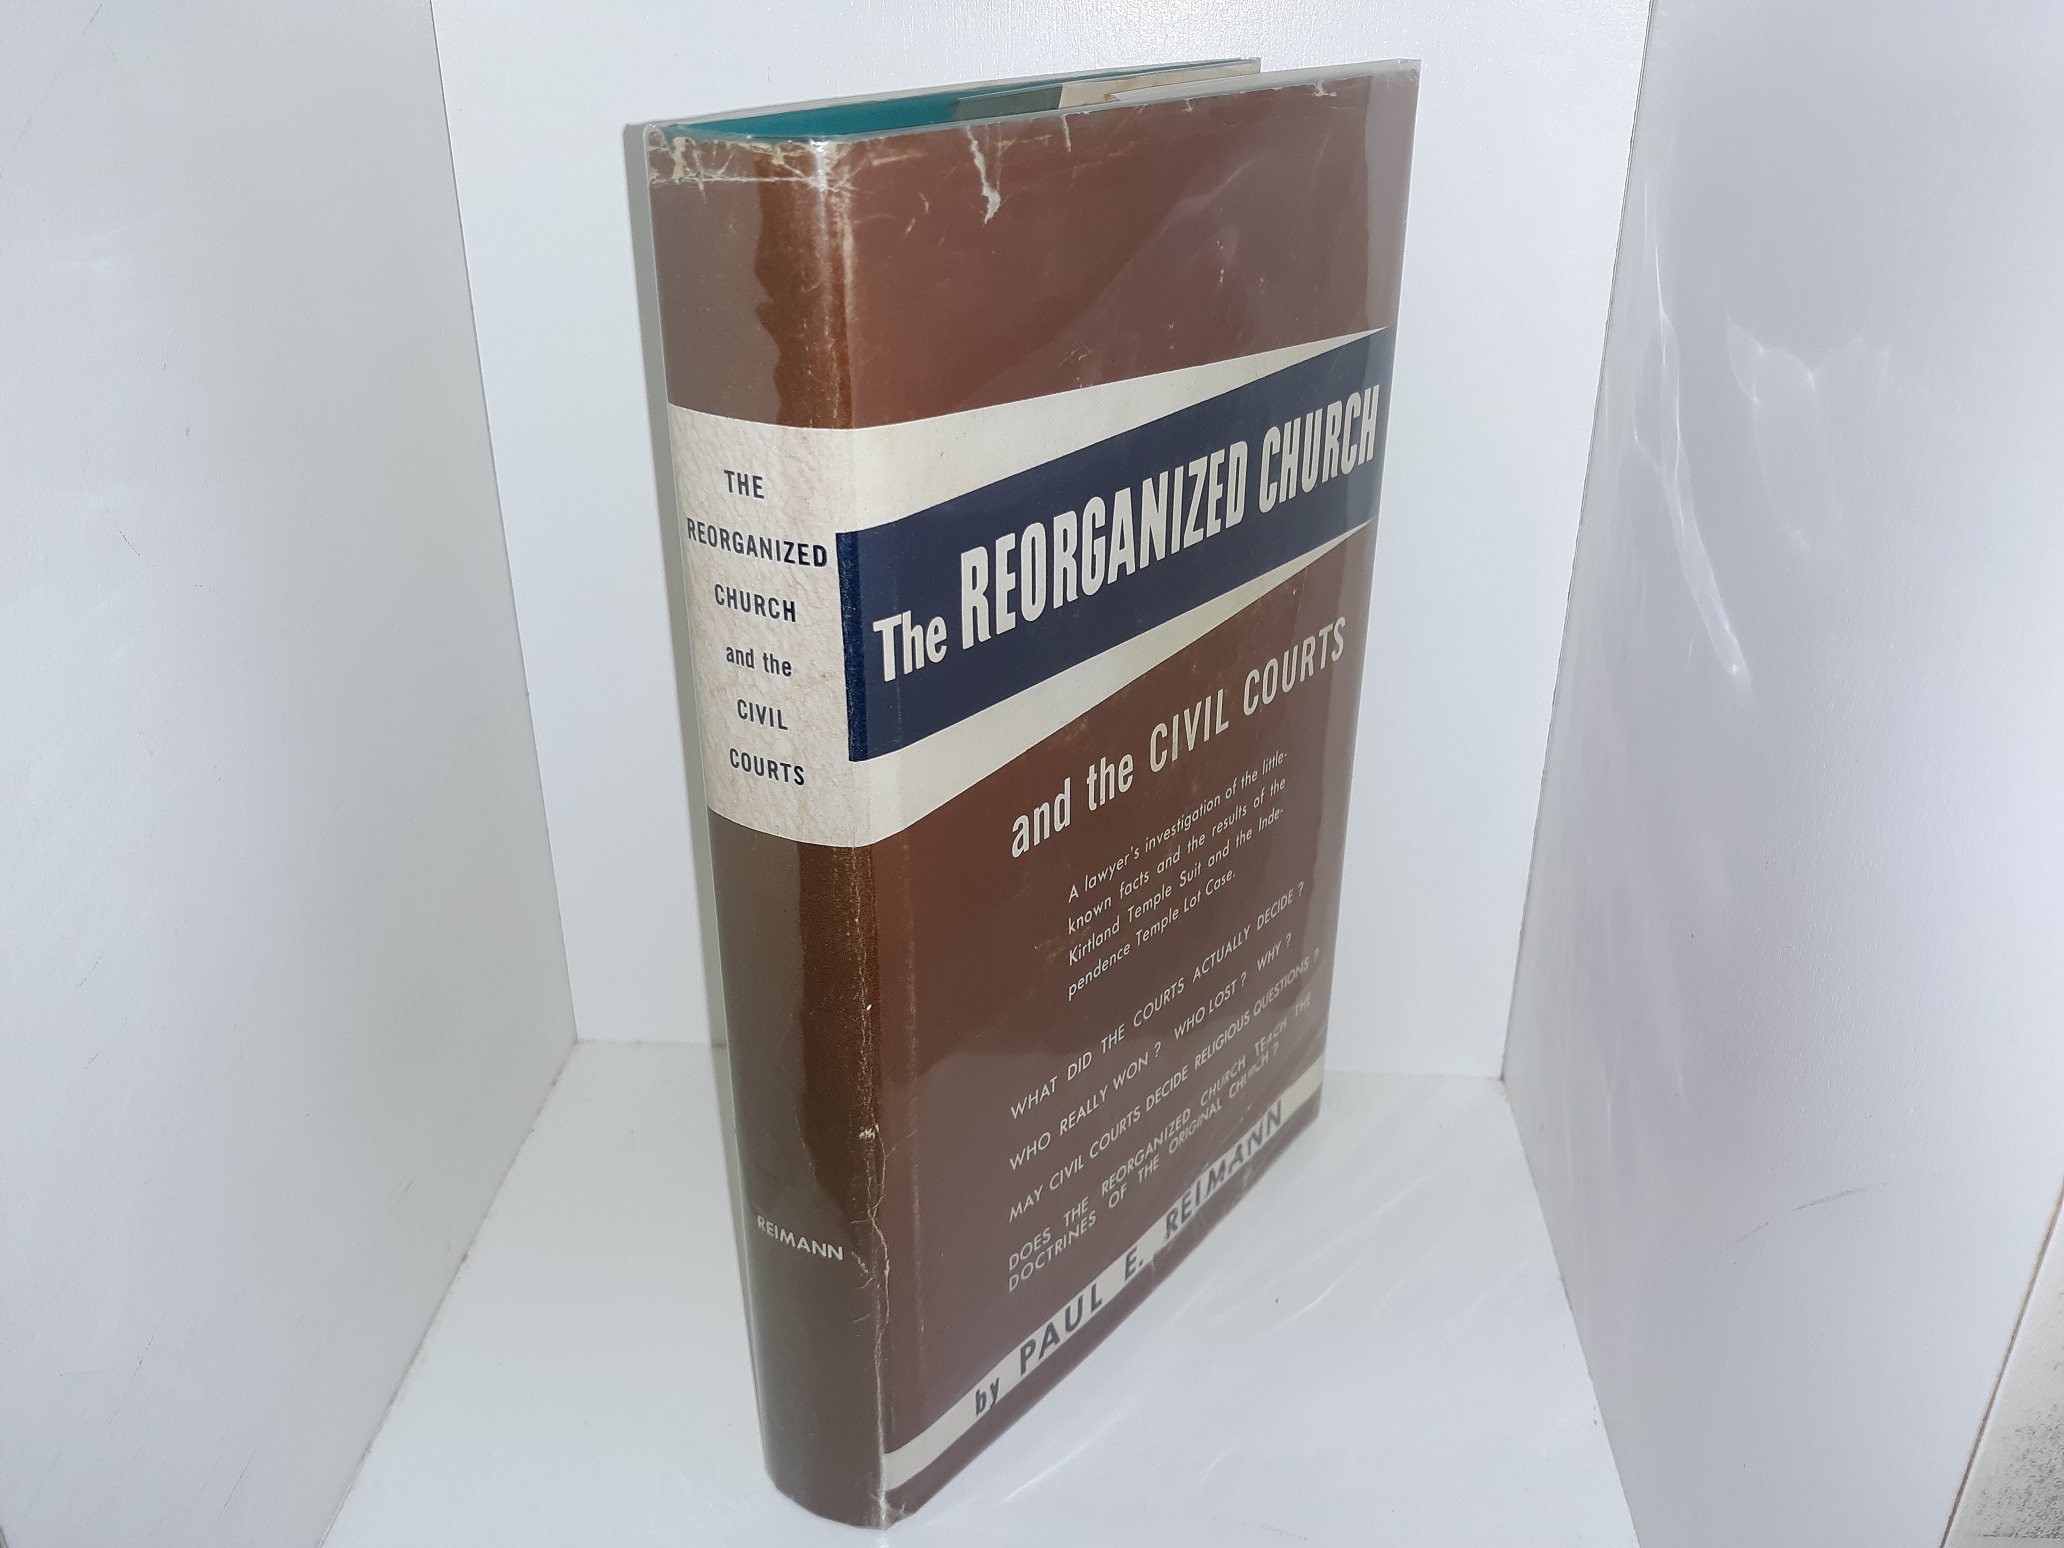 THE
REORGANIZED
CHURCH
and the
CIVIL
COURTS
REIMANN
The REORGANIZED CHURCH
and the CIVIL COURTS
A lawyer's investigation of the little-
known facts and the results of the
Kirtland Temple Suit and the Inde-
pendence Temple Lot Case.
WHAT DID THE COURTS ACTUALLY DECIDE ?
WHO REALLY WON ? WHO LOST ? WHY ?
MAY CIVIL COURTS DECIDE RELIGIOUS QUESTIONS ?
DOES THE REORGANIZED CHURCH TEACH THE
DOCTRINES OF THE ORIGINAL CHURCH ?
by PAUL E. REIMANN